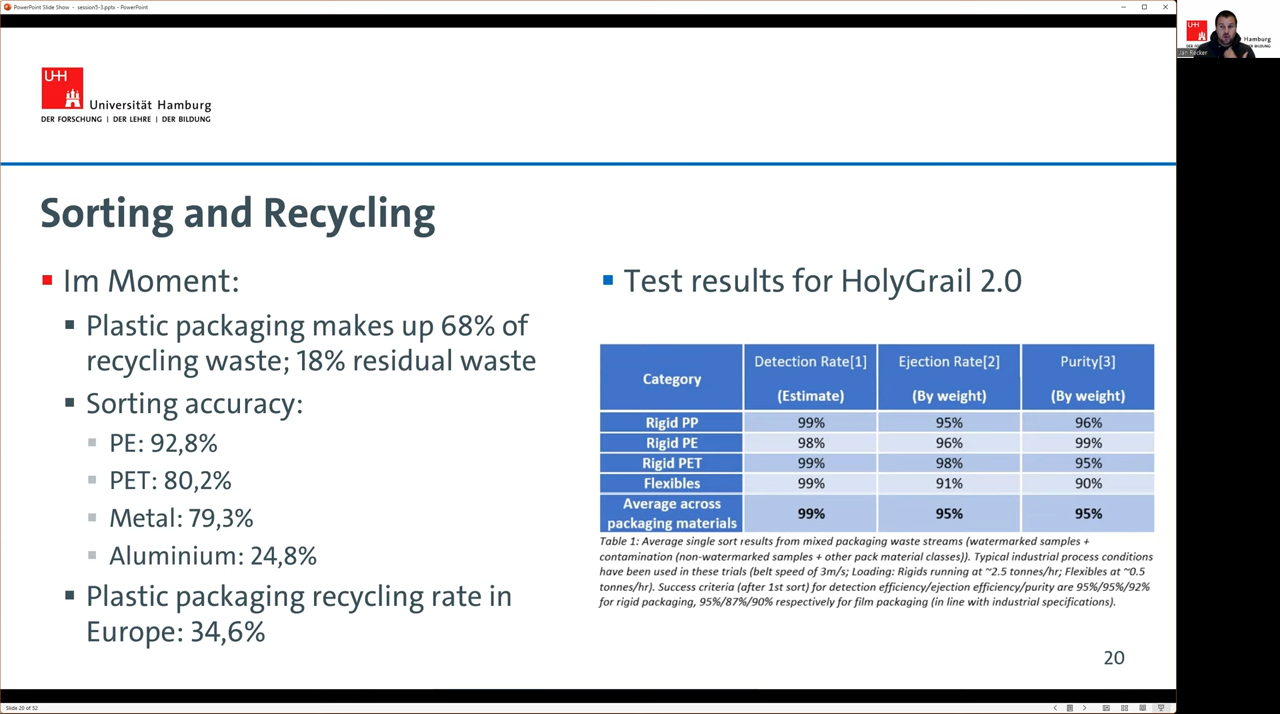 PowerPoint Slide Show - session5-3.pptx - PowerPoint
UHH
Universität Hamburg
DER FORSCHUNG | DER LEHRE | DER BILDUNG
Sorting and Recycling
Im Moment:
Plastic packaging makes up 68% of
recycling waste; 18% residual waste
Sorting accuracy:
PE: 92,8%
PET: 80,2%
Metal: 79,3%
Aluminium: 24,8%
Plastic packaging recycling rate in
Europe: 34,6%
Test results for HolyGrail 2.0
Category Detection Rate[1] (Estimate) Ejection Rate[2] (By weight) Purity[3] (By weight)
Rigid PP 99% 95% 96%
Rigid PE 98% 96% 99%
Rigid PET 99% 98% 95%
Flexibles 99% 91% 90%
Average across packaging materials 99% 95% 95%
Table 1: Average single sort results from mixed packaging waste streams (watermarked samples +
contamination (non-watermarked samples + other pack material classes)). Typical industrial process conditions
have been used in these trials (belt speed of 3m/s; Loading: Rigids running at ~2.5 tonnes/hr; Flexibles at ~0.5
tonnes/hr). Success criteria (after 1st sort) for detection efficiency/ejection efficiency/purity are 95%/95%/92%
for rigid packaging, 95%/87%/90% respectively for film packaging (in line with industrial specifications).
20
Slide 20 of 52
UHH
Hamburg